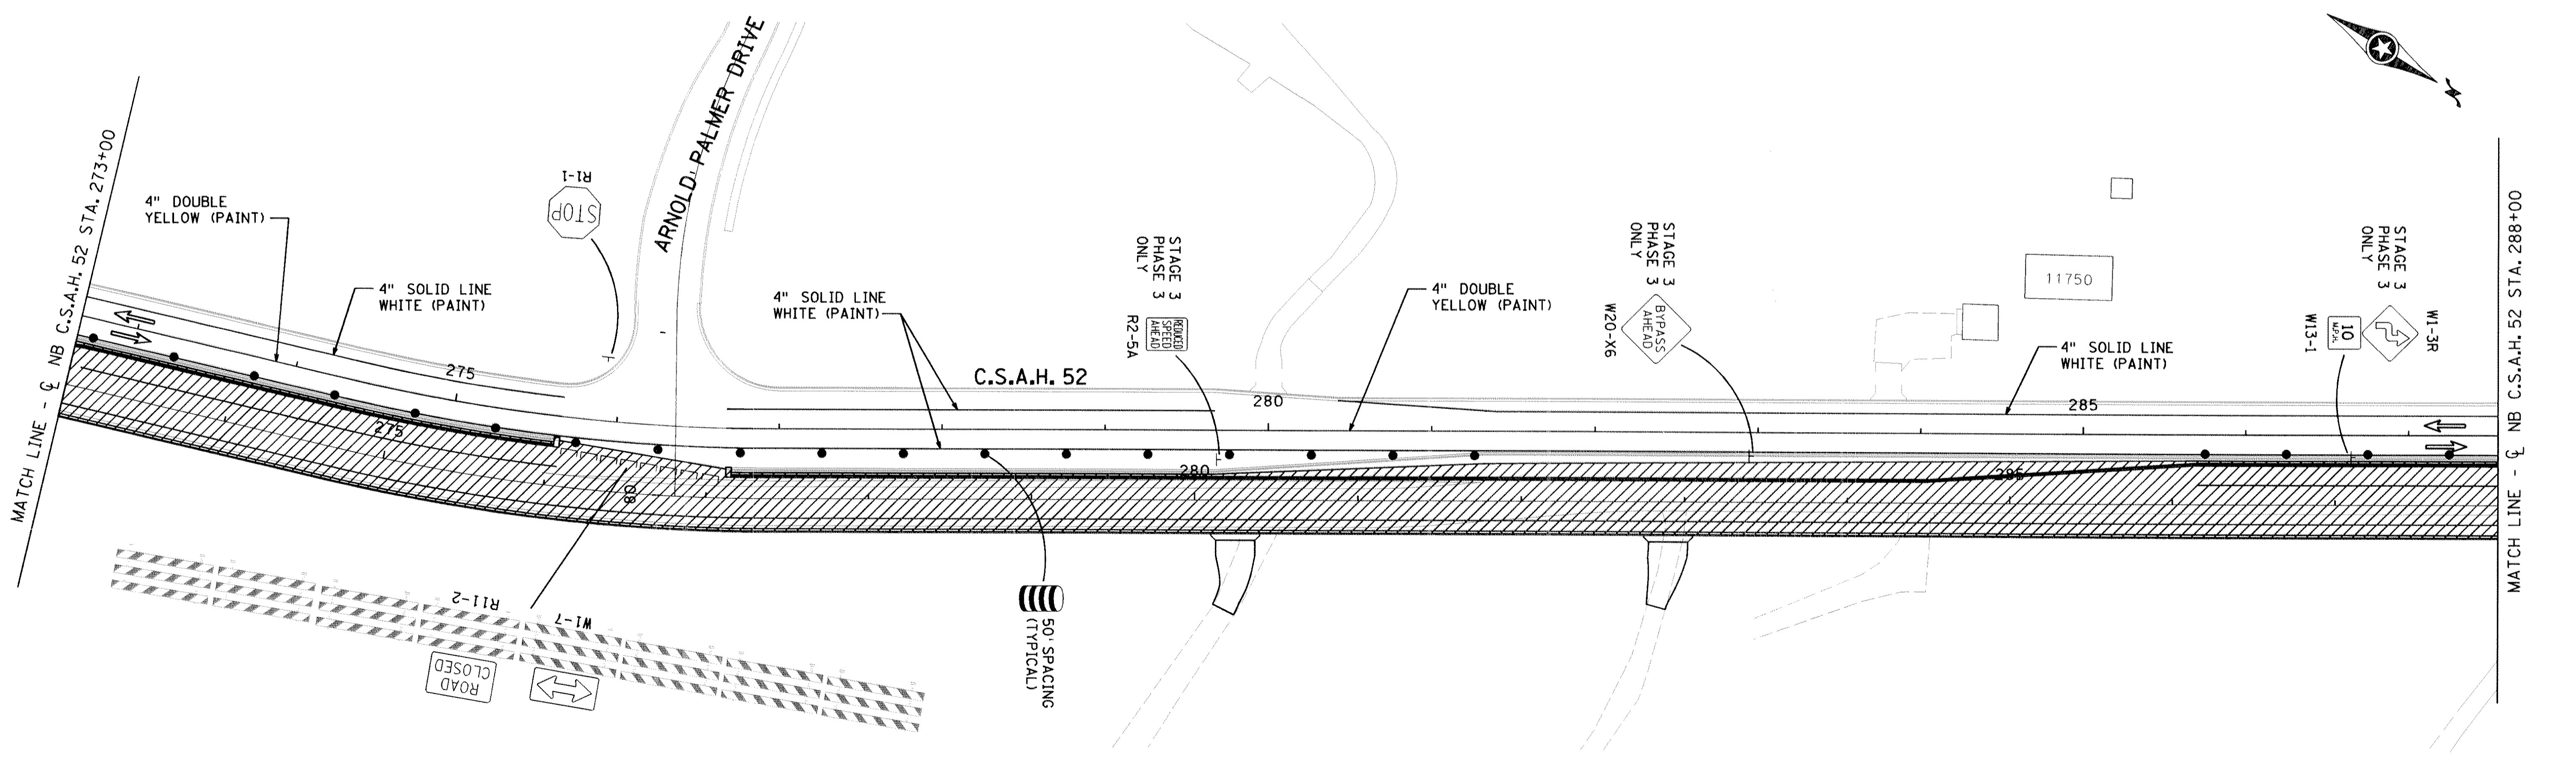 MATCH LINE - ℄ NB C.S.A.H. 52 STA. 273+00
4" DOUBLE
YELLOW (PAINT)
4" SOLID LINE
WHITE (PAINT)
R1-1
STOP
ARNOLD PALMER DRIVE
275
275
4" SOLID LINE
WHITE (PAINT)
C.S.A.H. 52
STAGE 3
PHASE 3
ONLY
R2-5A
REDUCED
SPEED
AHEAD
280
280
4" DOUBLE
YELLOW (PAINT)
STAGE 3
PHASE 3
ONLY
W20-X6
BYPASS
AHEAD
11750
4" SOLID LINE
WHITE (PAINT)
285
285
STAGE 3
PHASE 3
ONLY
W13-1
10
M.P.H.
W1-3R
N
MATCH LINE - ℄ NB C.S.A.H. 52 STA. 288+00
R11-2
ROAD
CLOSED
W1-7
50' SPACING
(TYPICAL)